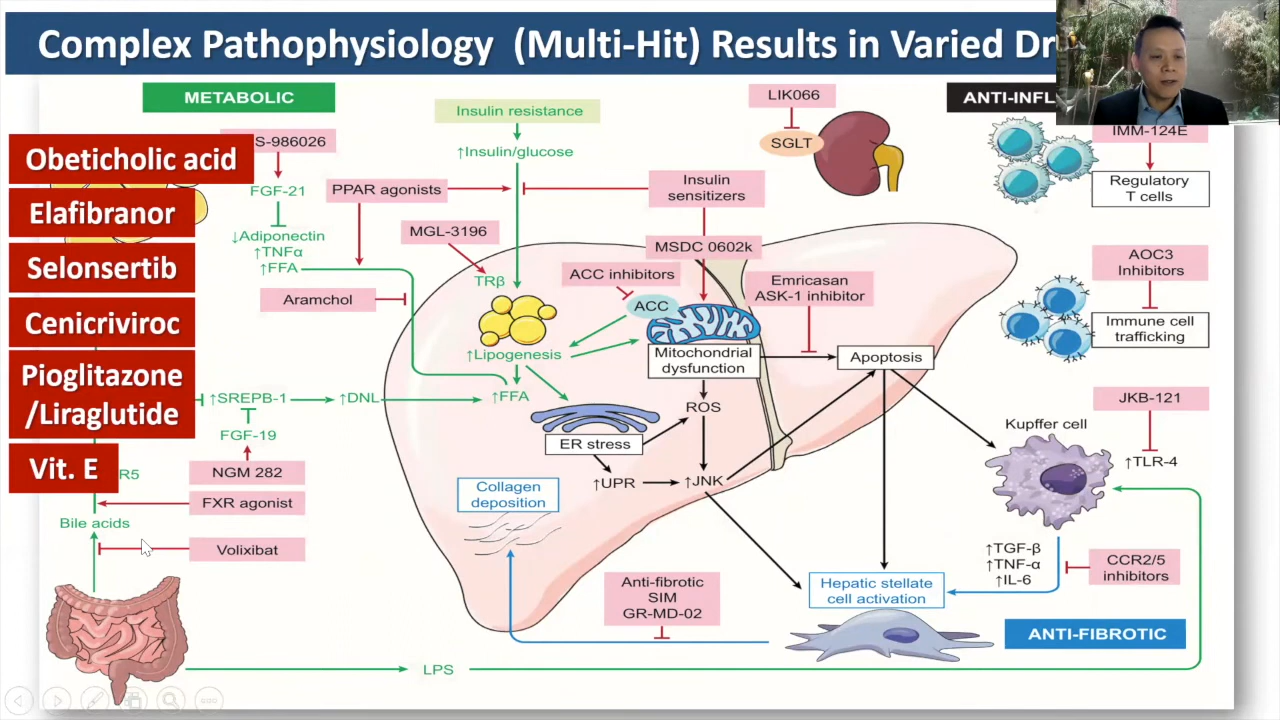 Complex Pathophysiology (Multi-Hit) Results in Varied Dr
METABOLIC
Insulin resistance
↑Insulin/glucose
LIK066
SGLT
ANTI-INFL
IMM-124E
Regulatory
T cells
Obeticholic acid
Elafibranor
Selonsertib
Cenicriviroc
Pioglitazone
/Liraglutide
Vit. E
S-986026
FGF-21
↓Adiponectin
↑TNFα
↑FFA
PPAR agonists
Insulin
sensitizers
MGL-3196
TRβ
MSDC 0602k
ACC inhibitors
ACC
Emricasan
ASK-1 inhibitor
AOC3
Inhibitors
Immune cell
trafficking
Aramchol
↑Lipogenesis
Mitochondrial
dysfunction
Apoptosis
↑SREPB-1
↑DNL
↑FFA
ROS
FGF-19
NGM 282
R5
FXR agonist
Bile acids
Volixibat
ER stress
↑UPR
↑JNK
Collagen
deposition
JKB-121
Kupffer cell
↑TLR-4
↑TGF-β
↑TNF-α
↑IL-6
CCR2/5
inhibitors
Hepatic stellate
cell activation
Anti-fibrotic
SIM
GR-MD-02
ANTI-FIBROTIC
LPS